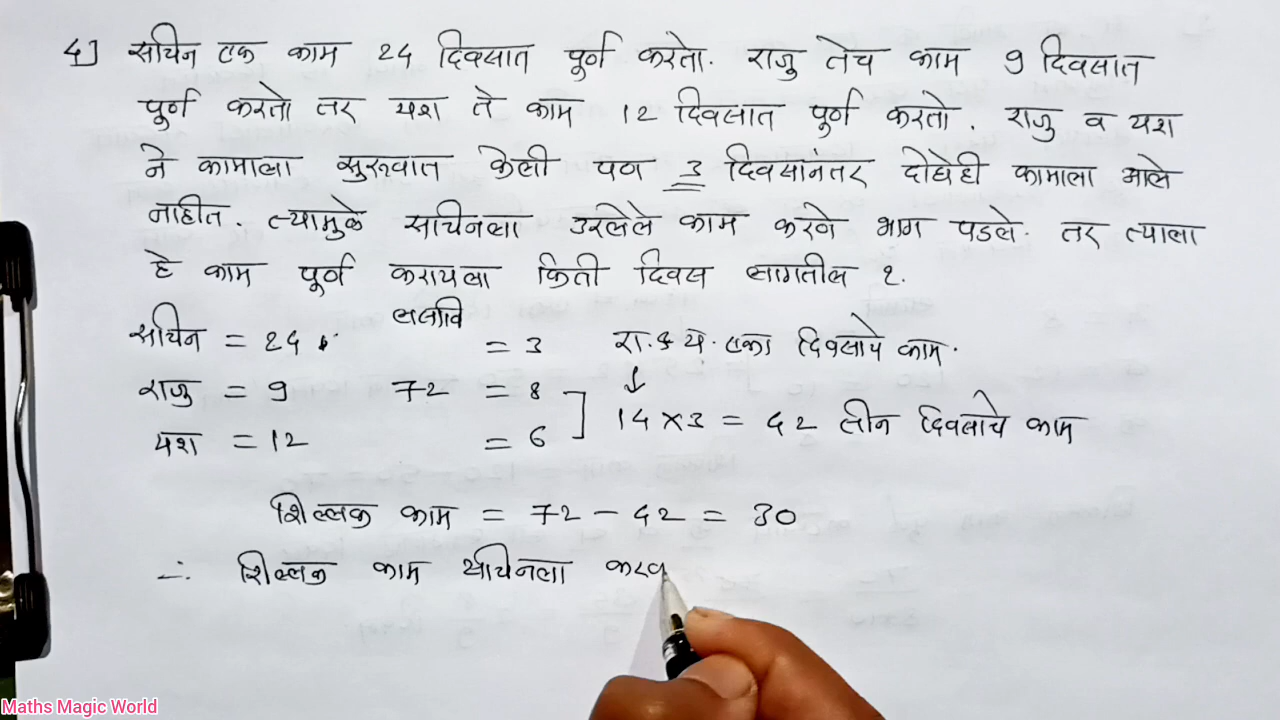 4] सचिन एक काम 24 दिवसात पूर्ण करतो. राजु तेच काम 9 दिवसात
पूर्ण करतो तर यश ते काम 12 दिवसात पूर्ण करतो. राजु व यश
ने कामाला सुरूवात केली पण 3 दिवसांनंतर दोघेही कामाला आले
नाहीत. त्यामुळे सचिनला उरलेले काम करणे भाग पडले. तर त्याला
हे काम पूर्ण करायला किती दिवस लागतील ?.
लसावि
सचिन = 24 = 3 रा. & य. एका दिवसाचे काम.
राजु = 9 72 = 8
↓
यश = 12 = 6 ] 14 × 3 = 42 तीन दिवसाचे काम
शिल्लक काम = 72 - 42 = 30
∴ शिल्लक काम सचिनला करव
Maths Magic World